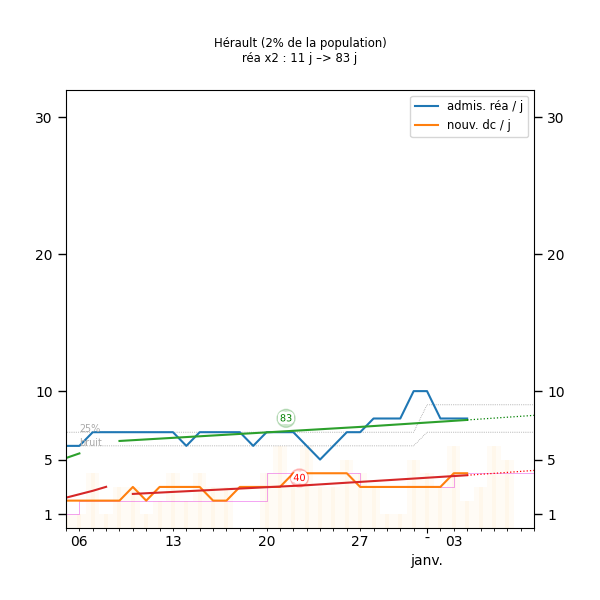 Hérault (2% de la population)
réa x2 : 11 j –> 83 j
admis. réa / j
nouv. dc / j
30 30
20 20
10 10
5 5
1 1
25%
bruit
83
40
06 13 20 27 - 03
janv.